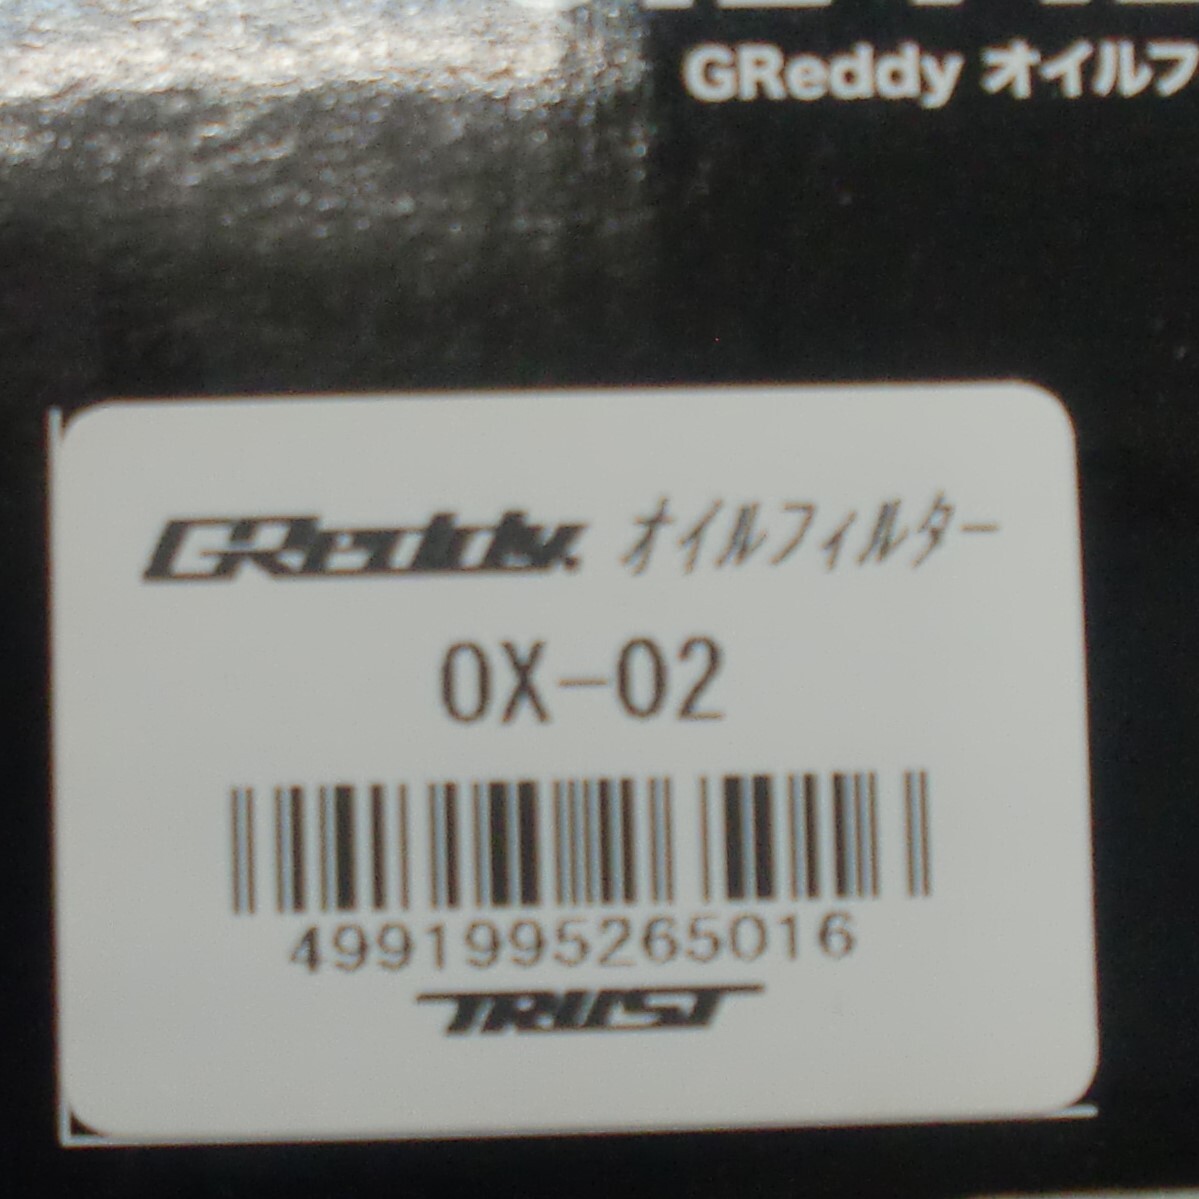 GReddy オイルフ
GReddy. オイルフィルター
OX-02
4991995265016
TRUST